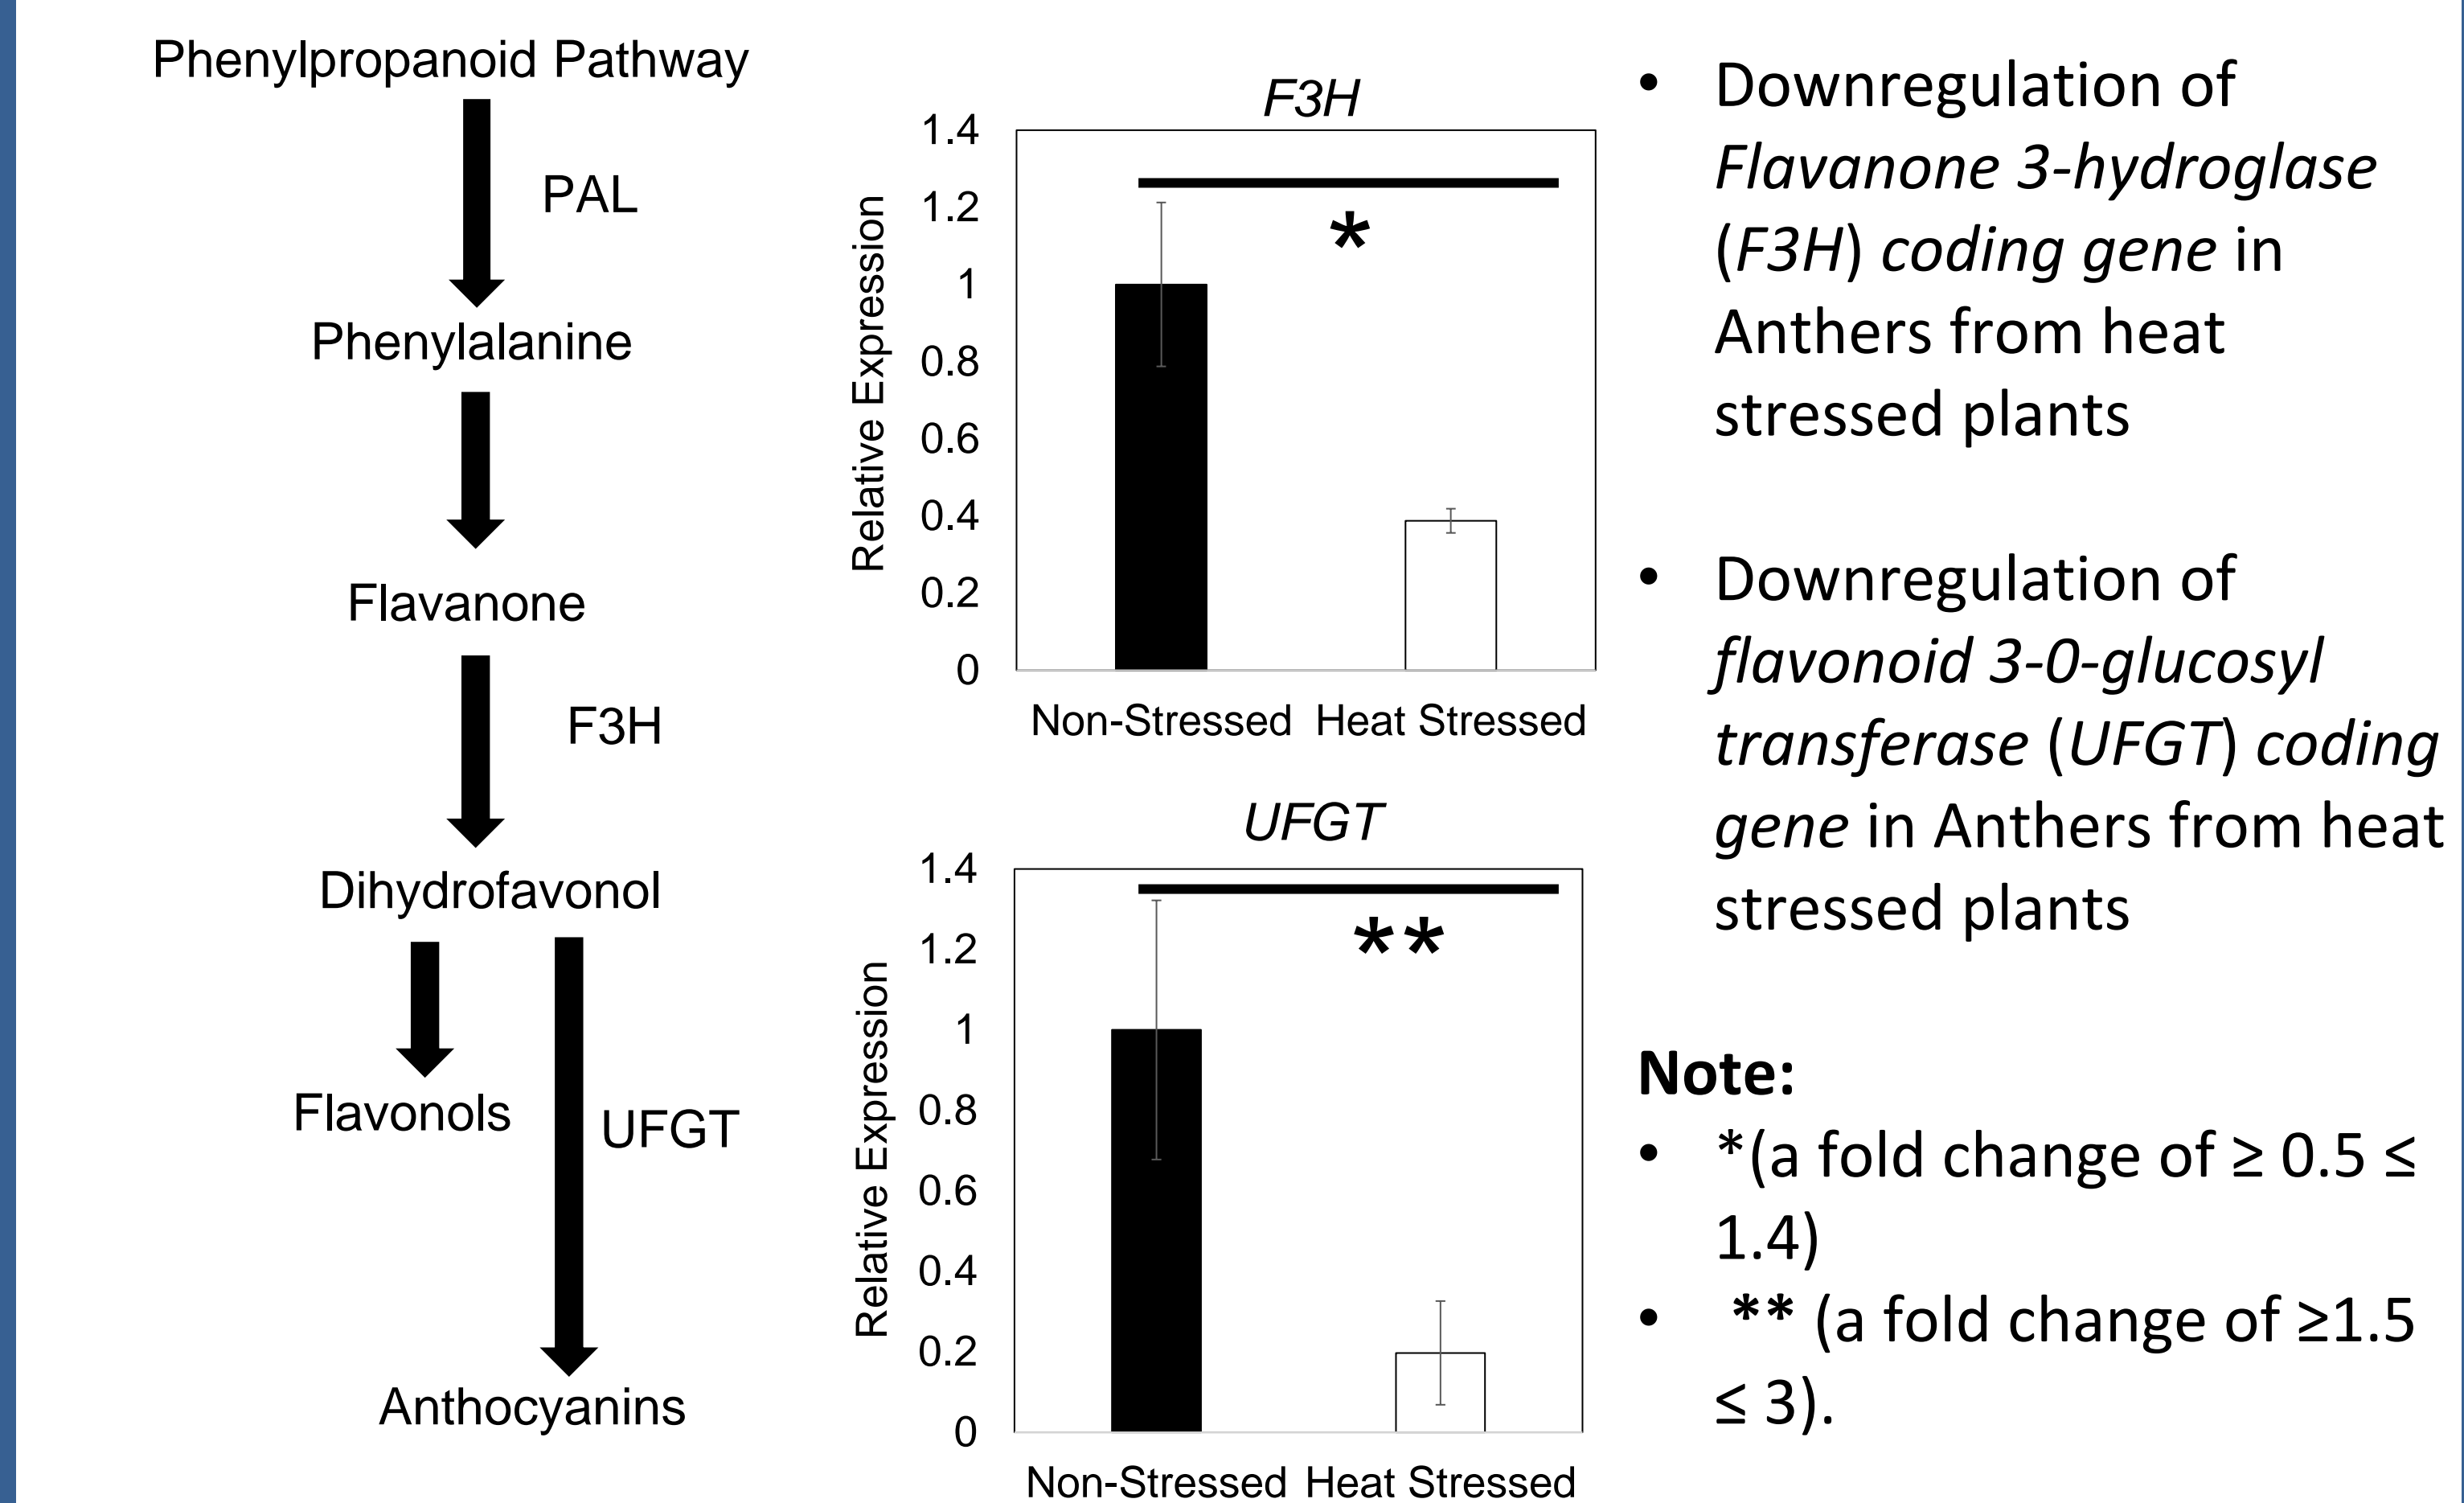 Phenylpropanoid Pathway
PAL
Phenylalanine
Flavanone
F3H
Dihydrofavonol
Flavonols
UFGT
Anthocyanins
F3H
Relative Expression
1.4
1.2
1
0.8
0.6
0.4
0.2
0
*
Non-Stressed Heat Stressed
UFGT
Relative Expression
1.4
1.2
1
0.8
0.6
0.4
0.2
0
**
Non-Stressed Heat Stressed
• Downregulation of
Flavanone 3-hydroglase
(F3H) coding gene in
Anthers from heat
stressed plants
• Downregulation of
flavonoid 3-0-glucosyl
transferase (UFGT) coding
gene in Anthers from heat
stressed plants
Note:
• *(a fold change of ≥ 0.5 ≤
1.4)
• ** (a fold change of ≥1.5
≤ 3).